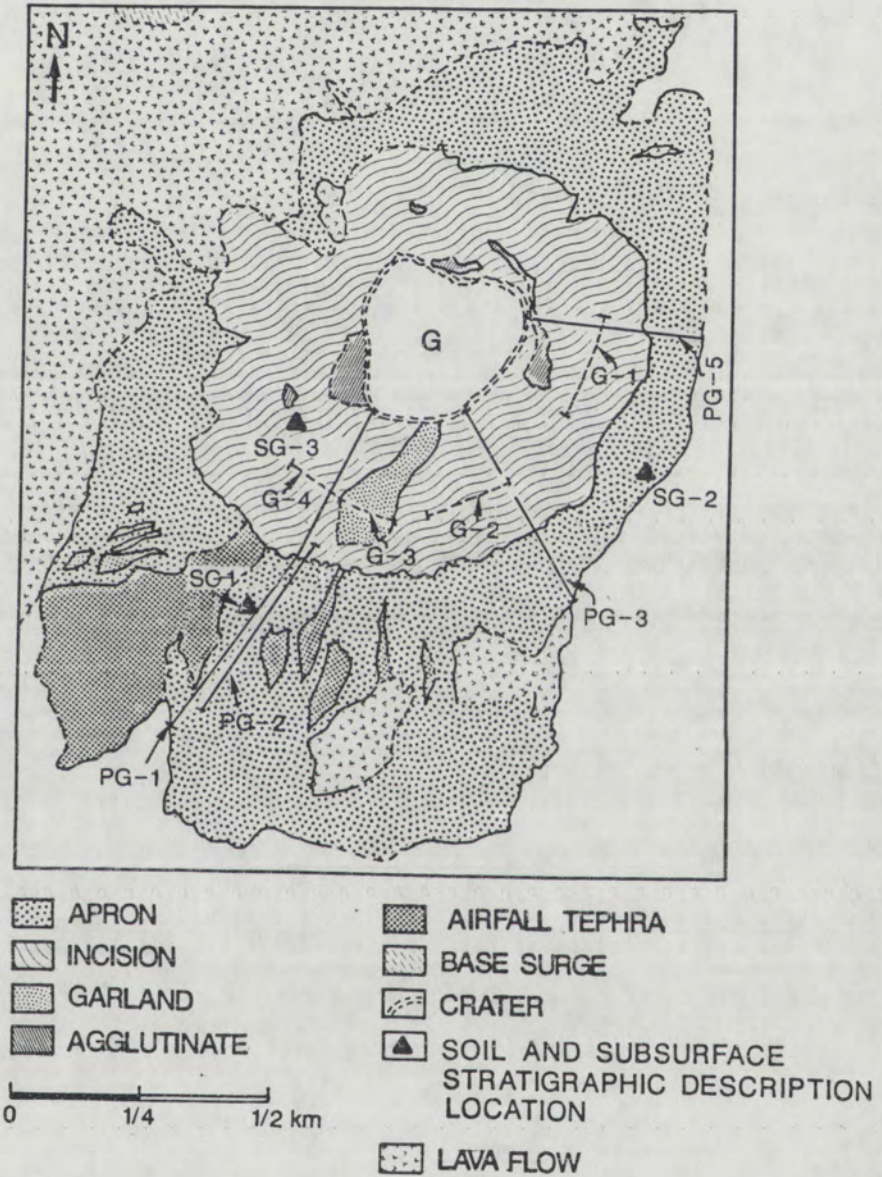 N
G
G-1
PG-5
SG-3
SG-2
G-4
G-2
G-3
SG-1
PG-3
PG-2
PG-1
APRON
INCISION
GARLAND
AGGLUTINATE
0 1/4 1/2 km
AIRFALL TEPHRA
BASE SURGE
CRATER
SOIL AND SUBSURFACE
STRATIGRAPHIC DESCRIPTION
LOCATION
LAVA FLOW